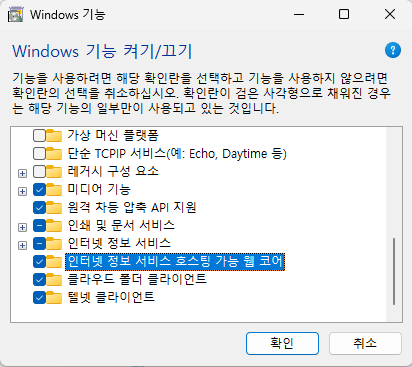 Windows 기능
Windows 기능 켜기/끄기
기능을 사용하려면 해당 확인란을 선택하고 기능을 사용하지 않으려면
확인란의 선택을 취소하십시오. 확인란이 검은 사각형으로 채워진 경우
는 해당 기능의 일부만이 사용되고 있는 것입니다.
가상 머신 플랫폼
단순 TCPIP 서비스(예: Echo, Daytime 등)
레거시 구성 요소
미디어 기능
원격 차등 압축 API 지원
인쇄 및 문서 서비스
인터넷 정보 서비스
인터넷 정보 서비스 호스팅 가능 웹 코어
클라우드 폴더 클라이언트
텔넷 클라이언트
확인
취소